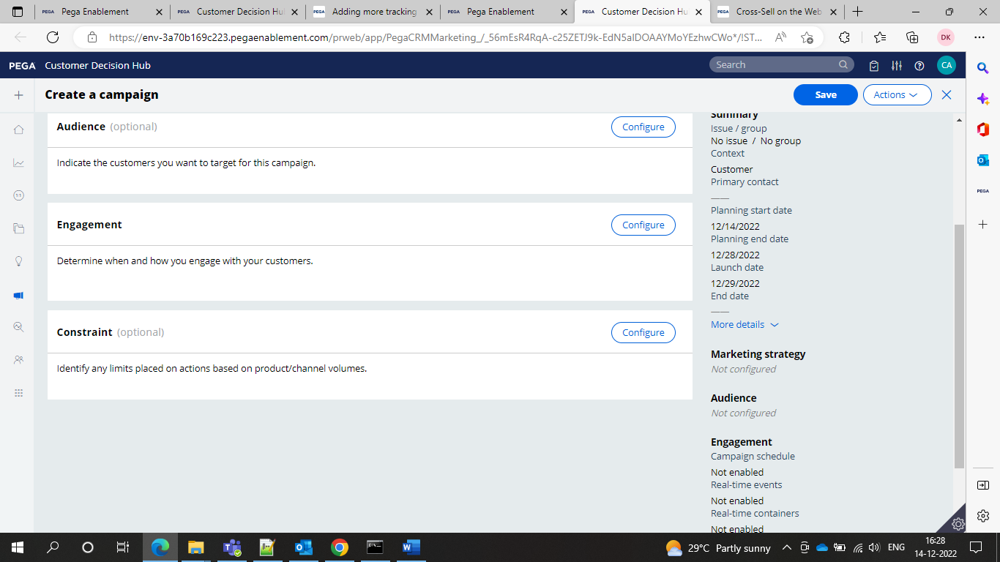 Pega Enablement
PEGA Customer Decision Hu
PEGA Adding more tracking
PEGA Pega Enablement
PEGA Customer Decision Hu
PEGA Cross-Sell on the Web
https://env-3a70b169c223.pegaenablement.com/prweb/app/PegaCRMMarketing_/_56mEsR4RqA-c25ZETJ9k-EdN5aIDOAAYMoYEzhwCWo*/!ST...
DK
PEGA Customer Decision Hub
Search
CA
Create a campaign
Save
Actions
Audience (optional)
Configure
Indicate the customers you want to target for this campaign.
Engagement
Configure
Determine when and how you engage with your customers.
Constraint (optional)
Configure
Identify any limits placed on actions based on product/channel volumes.
Summary
Issue / group
No issue / No group
Context
Customer
Primary contact
——
Planning start date
12/14/2022
Planning end date
12/28/2022
Launch date
12/29/2022
End date
——
More details
Marketing strategy
Not configured
Audience
Not configured
Engagement
Campaign schedule
Not enabled
Real-time events
Not enabled
Real-time containers
Not enabled
PEGA
29°C Partly sunny
ENG
16:28
14-12-2022